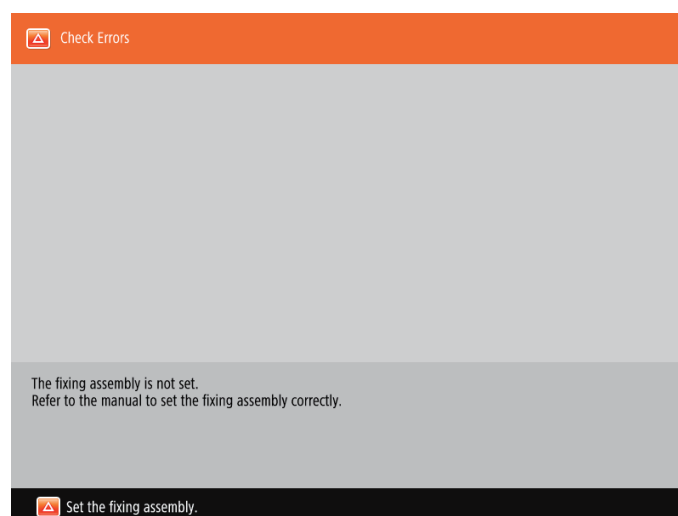 Check Errors
The fixing assembly is not set.
Refer to the manual to set the fixing assembly correctly.
Set the fixing assembly.